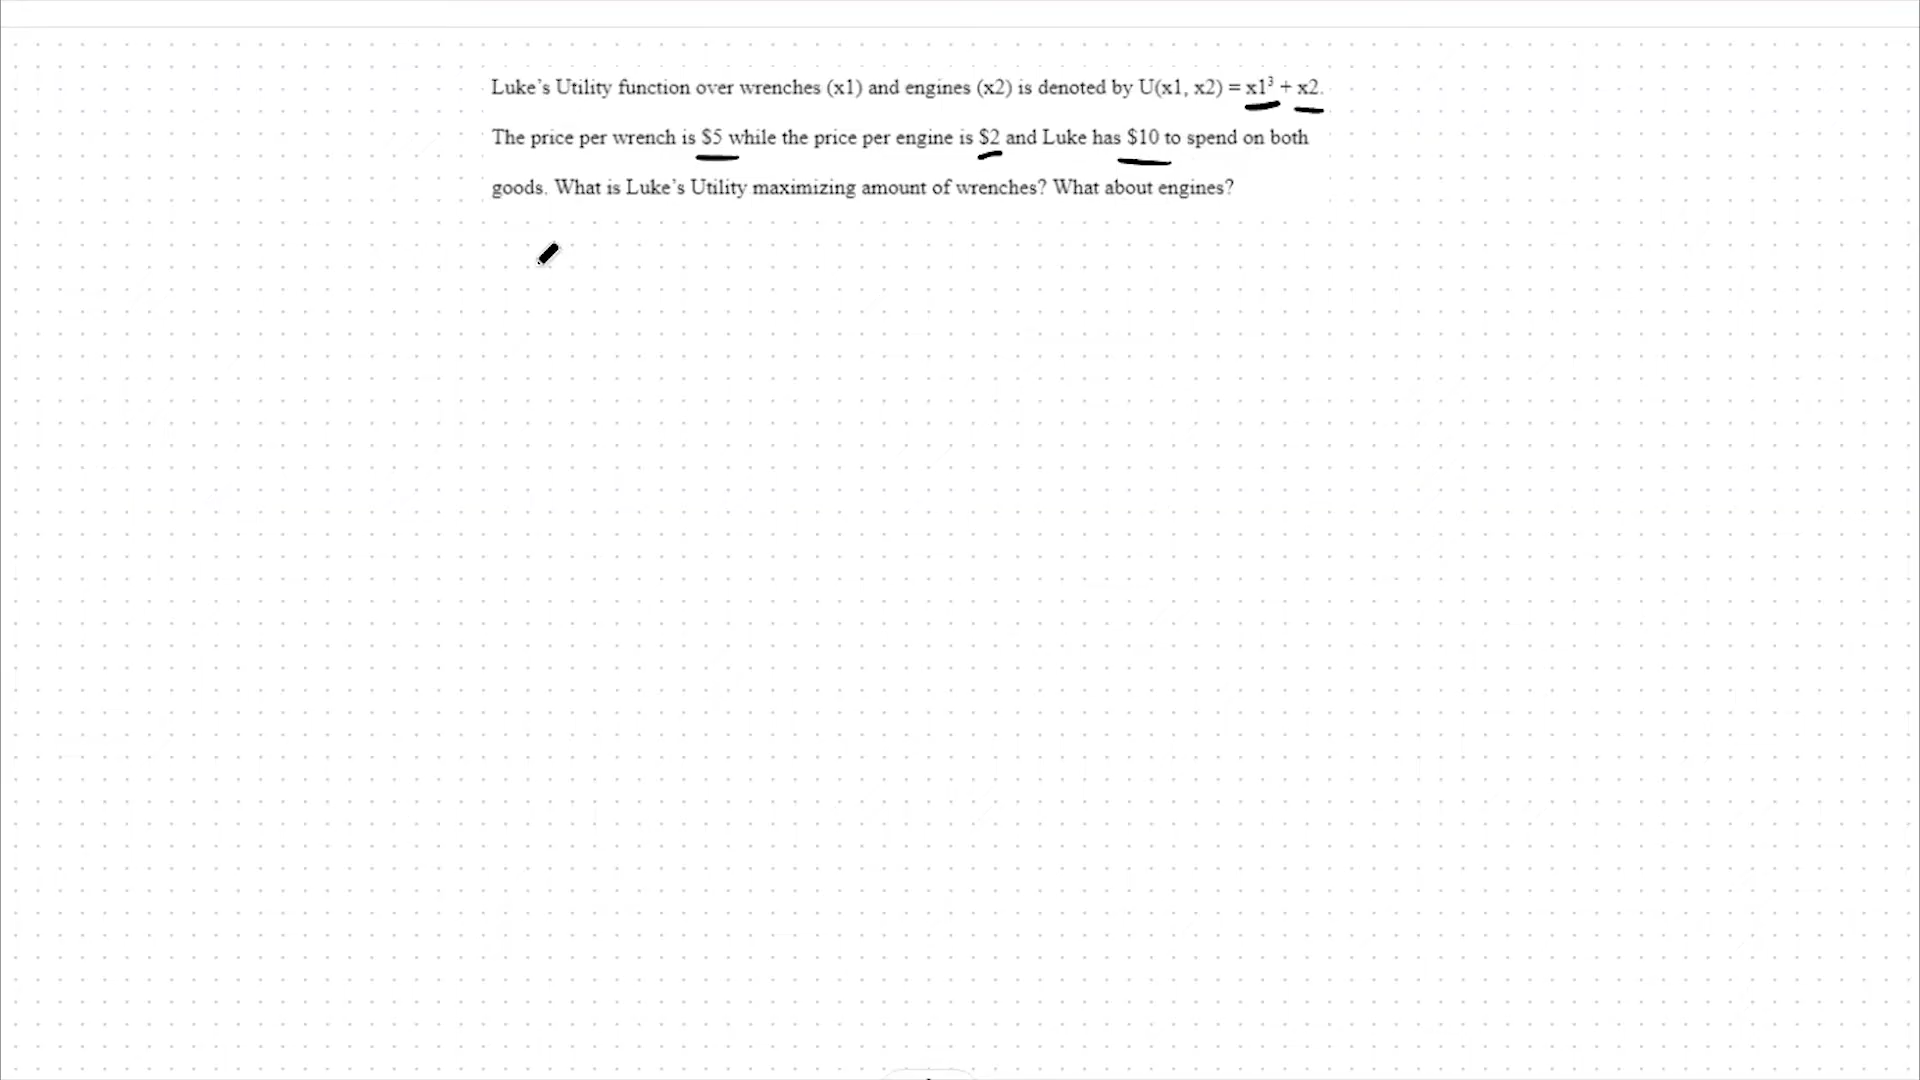 Luke’s Utility function over wrenches (x1) and engines (x2) is denoted by U(x1, x2) = x1³ + x2.
The price per wrench is $5 while the price per engine is $2 and Luke has $10 to spend on both
goods. What is Luke’s Utility maximizing amount of wrenches? What about engines?